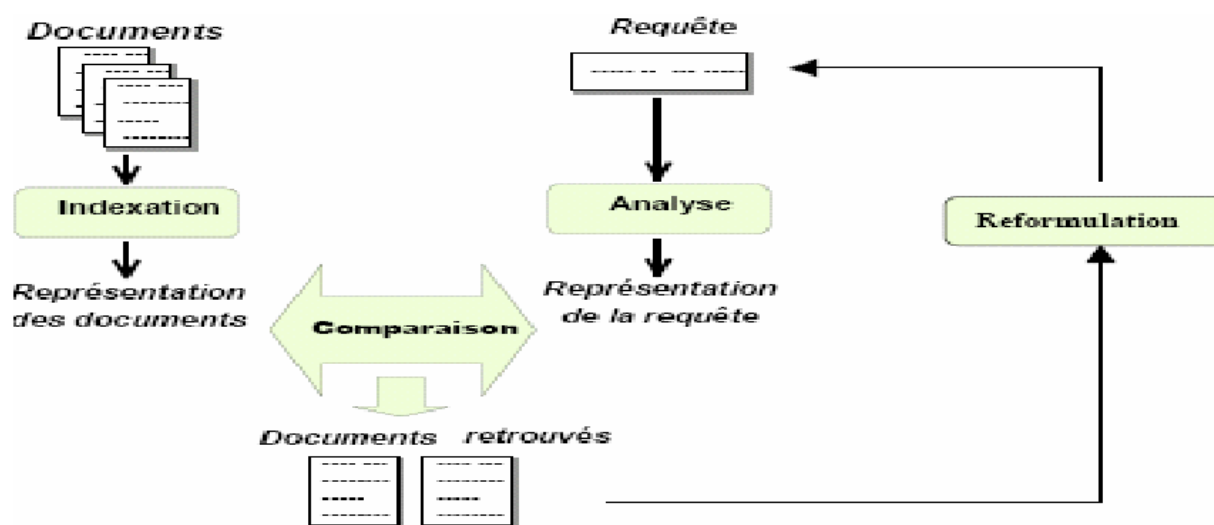 Documents
Requête
Indexation
Analyse
Reformulation
Représentation
des documents
Représentation
de la requête
Comparaison
Documents retrouvés